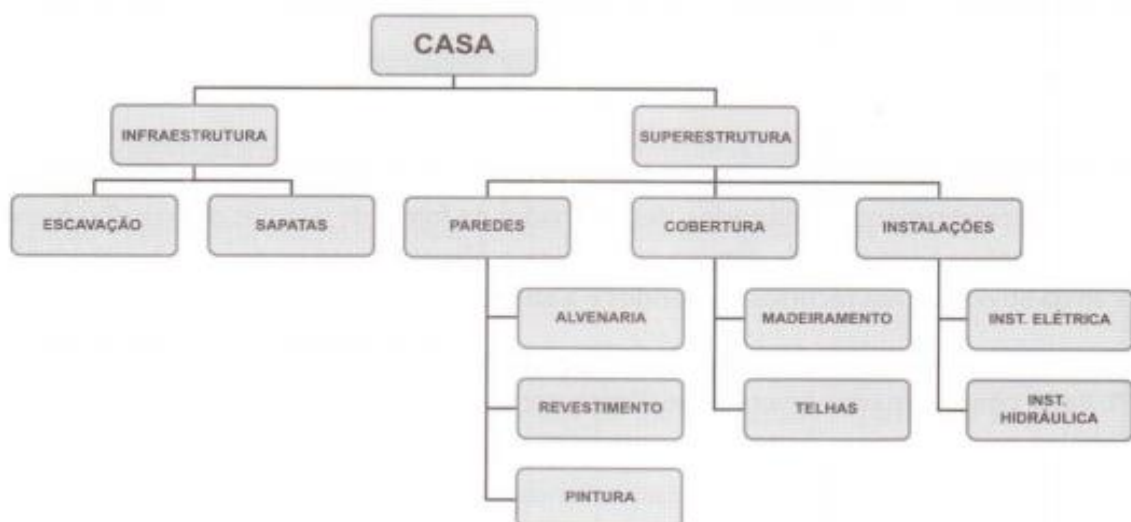 CASA
INFRAESTRUTURA
SUPERESTRUTURA
ESCAVAÇÃO
SAPATAS
PAREDES
COBERTURA
INSTALAÇÕES
ALVENARIA
MADEIRAMENTO
INST. ELÉTRICA
REVESTIMENTO
TELHAS
INST.
HIDRÁULICA
PINTURA